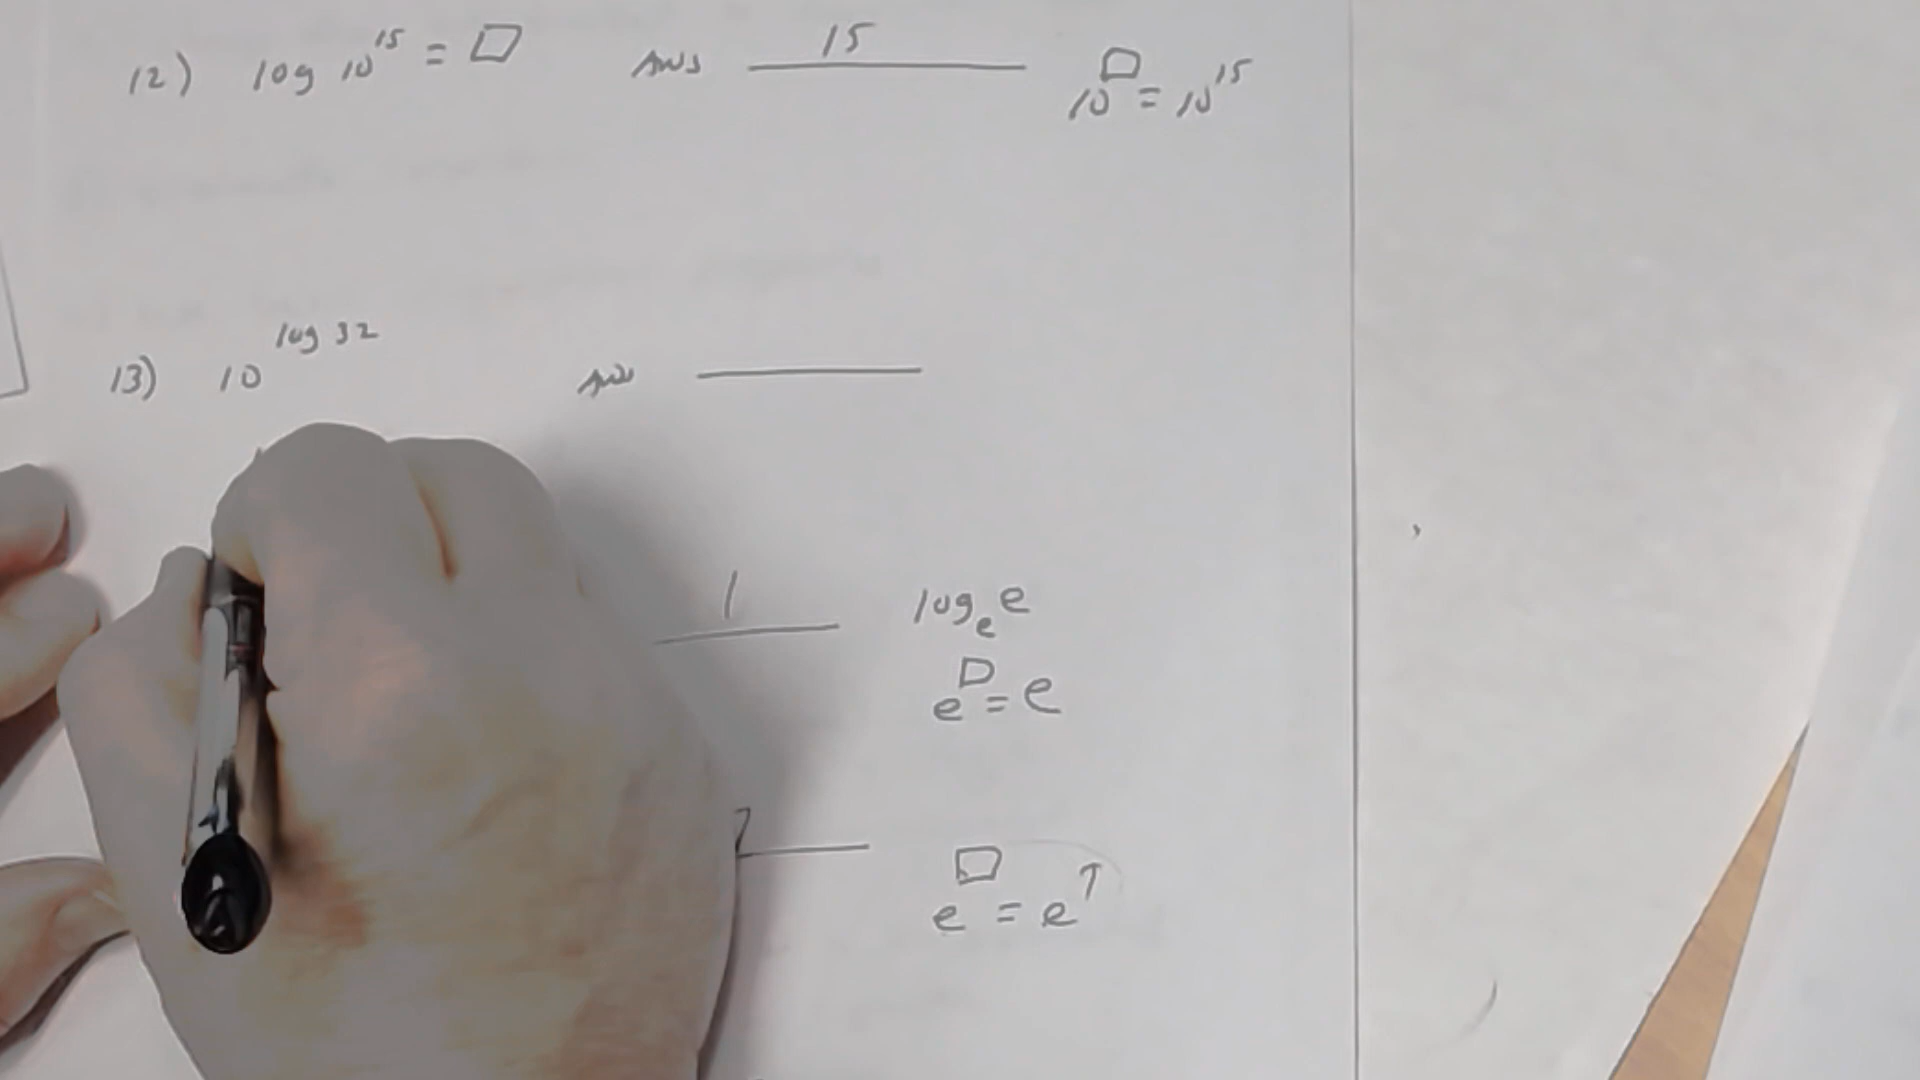 12) log 10^15 = □ Ans 15 10^□ = 10^15
13) 10^log 32 Ans
1 log_e e
e^□ = e
7 e^□ = e^7